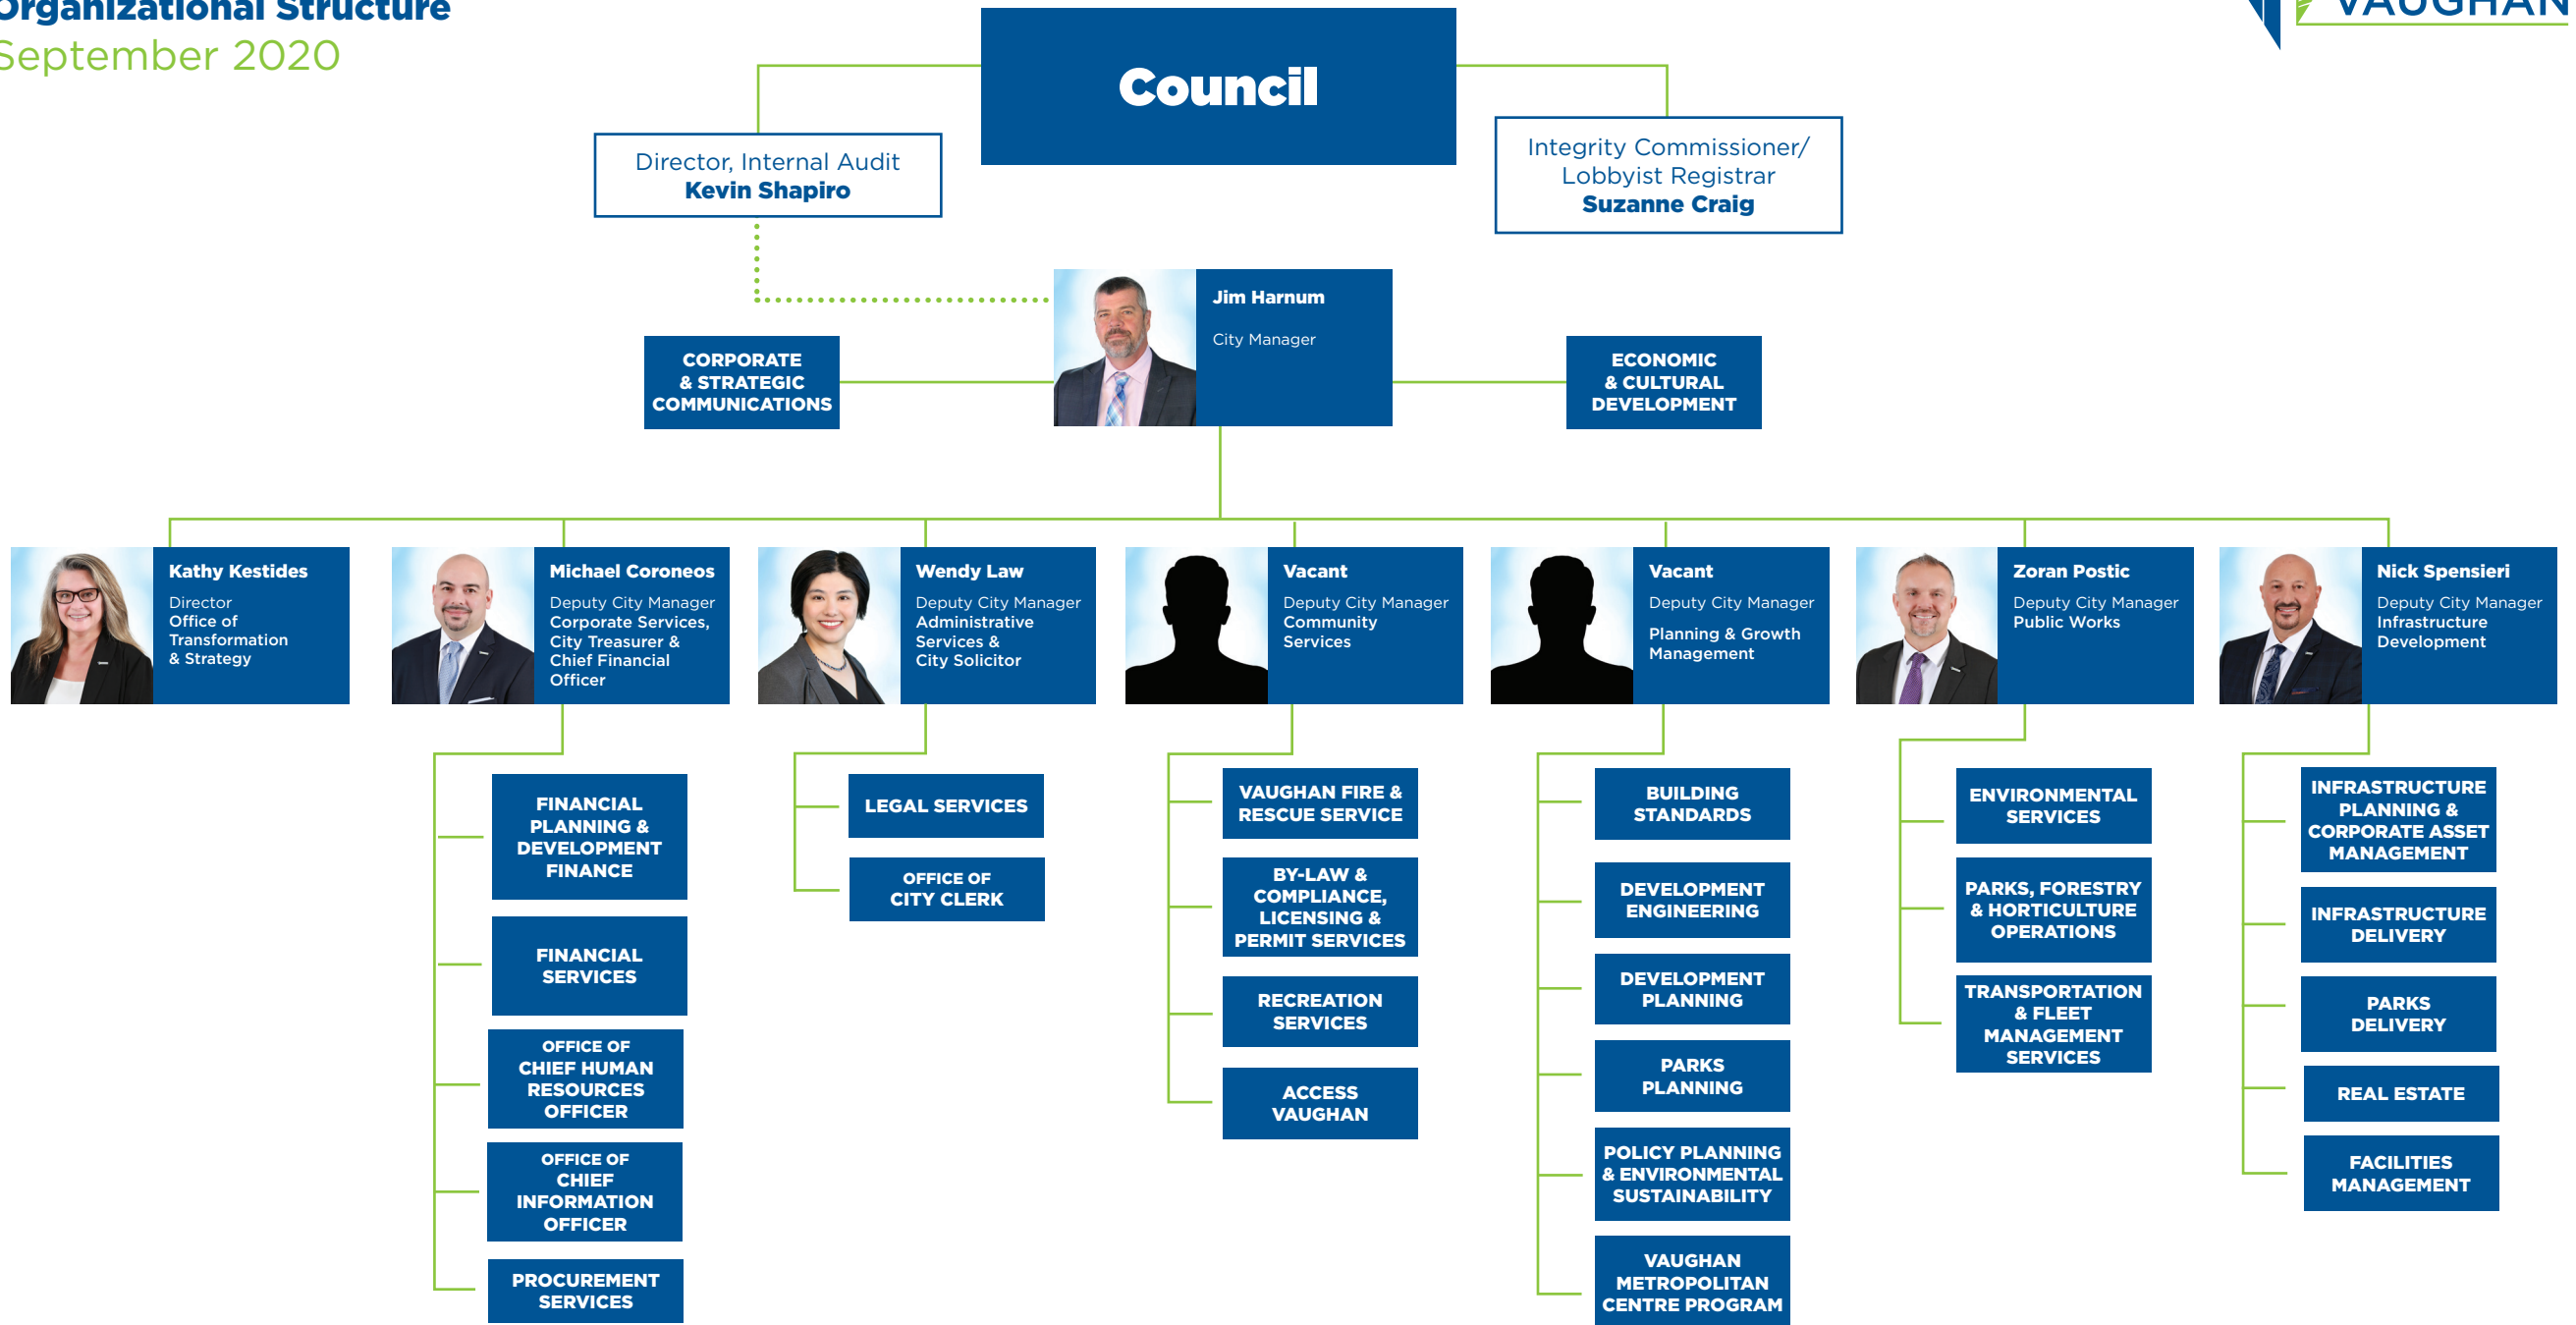 Organizational Structure
September 2020
VAUGHAN
Council
Director, Internal Audit
Kevin Shapiro
Integrity Commissioner/
Lobbyist Registrar
Suzanne Craig
Jim Harnum
City Manager
CORPORATE
& STRATEGIC
COMMUNICATIONS
ECONOMIC
& CULTURAL
DEVELOPMENT
Kathy Kestides
Director
Office of
Transformation
& Strategy
Michael Coroneos
Deputy City Manager
Corporate Services,
City Treasurer &
Chief Financial
Officer
Wendy Law
Deputy City Manager
Administrative
Services &
City Solicitor
Vacant
Deputy City Manager
Community
Services
Vacant
Deputy City Manager
Planning & Growth
Management
Zoran Postic
Deputy City Manager
Public Works
Nick Spensieri
Deputy City Manager
Infrastructure
Development
FINANCIAL
PLANNING &
DEVELOPMENT
FINANCE
FINANCIAL
SERVICES
OFFICE OF
CHIEF HUMAN
RESOURCES
OFFICER
OFFICE OF
CHIEF
INFORMATION
OFFICER
PROCUREMENT
SERVICES
LEGAL SERVICES
OFFICE OF
CITY CLERK
VAUGHAN FIRE &
RESCUE SERVICE
BY-LAW &
COMPLIANCE,
LICENSING &
PERMIT SERVICES
RECREATION
SERVICES
ACCESS
VAUGHAN
BUILDING
STANDARDS
DEVELOPMENT
ENGINEERING
DEVELOPMENT
PLANNING
PARKS
PLANNING
POLICY PLANNING
& ENVIRONMENTAL
SUSTAINABILITY
VAUGHAN
METROPOLITAN
CENTRE PROGRAM
ENVIRONMENTAL
SERVICES
PARKS, FORESTRY
& HORTICULTURE
OPERATIONS
TRANSPORTATION
& FLEET
MANAGEMENT
SERVICES
INFRASTRUCTURE
PLANNING &
CORPORATE ASSET
MANAGEMENT
INFRASTRUCTURE
DELIVERY
PARKS
DELIVERY
REAL ESTATE
FACILITIES
MANAGEMENT